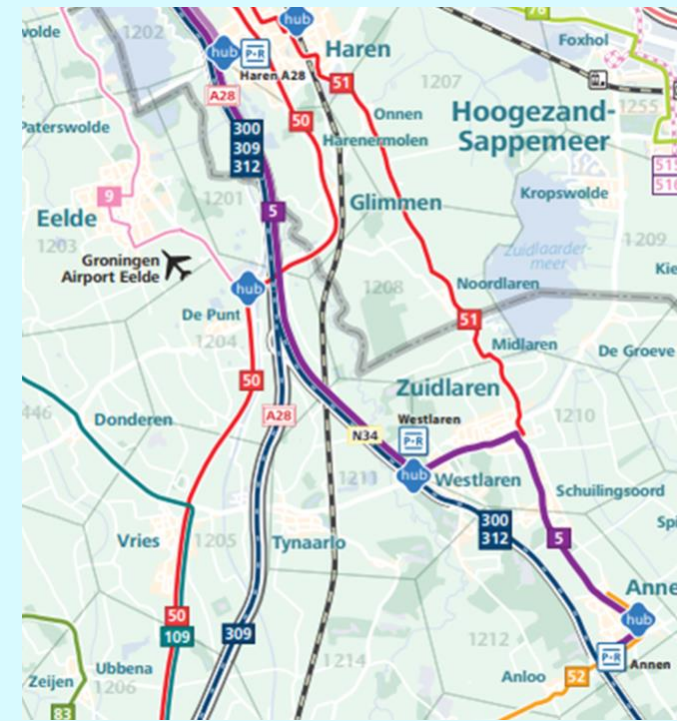 78
wolde
1202
hub
Foxhol
hub
P+R
Haren
Haren A28
A28
51
1207
1255
50
Onnen
Hoogezand-
Sappemeer
Paterswolde
300
309
312
Harenermolen
515
516
9
1201
Kropswolde
Eelde
5
Glimmen
1203
1209
Groningen
Airport Eelde
Zuidlaarder-
meer
Kie
hub
1208
Noordlaren
De Punt
51
1204
Midlaren
De Groeve
50
Zuidlaren
446
A28
Westlaren
1210
Donderen
N34
P+R
hub
1211
Westlaren
Schuilingsoord
300
312
Spi
Vries
1205
Tynaarlo
5
Anne
50
109
hub
309
1212
P+R
Annen
1214
Ubbena
Anloo
52
Zeijen
1206
83